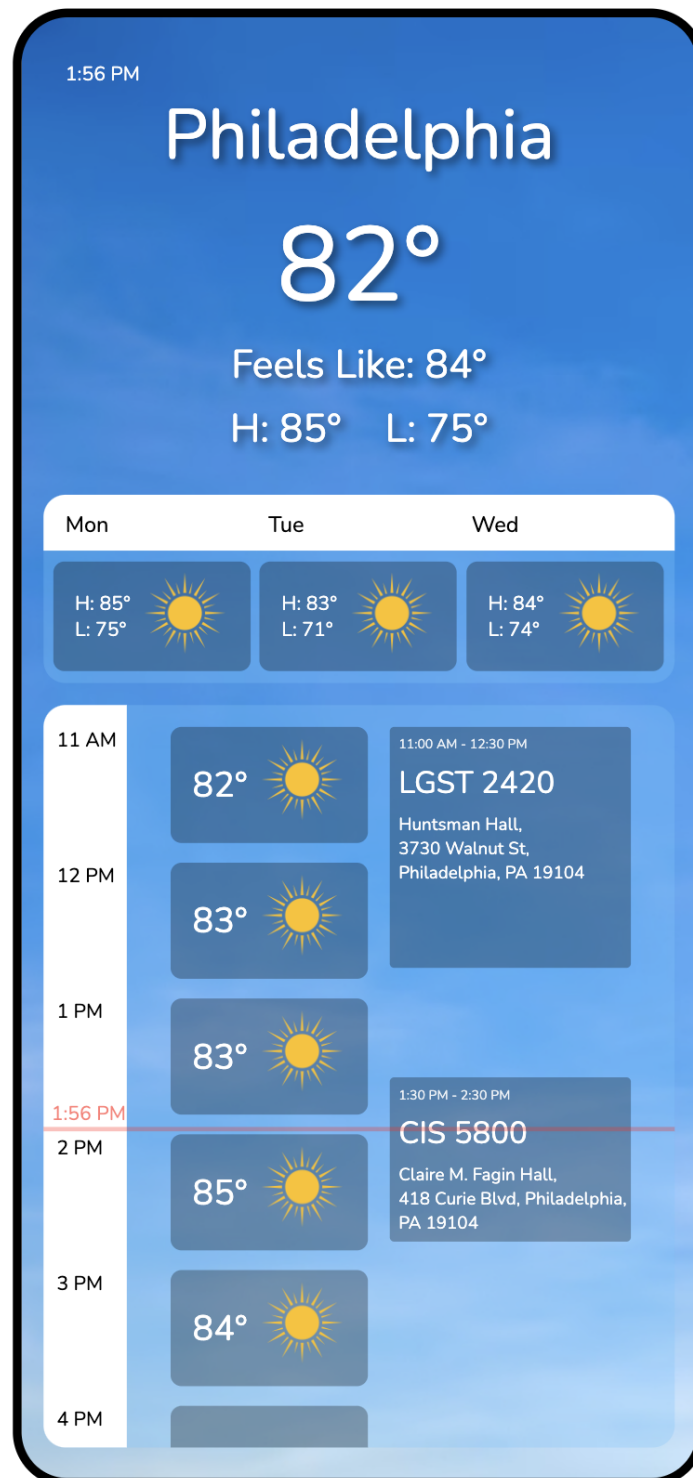 1:56 PM
Philadelphia
82°
Feels Like: 84°
H: 85° L: 75°
Mon Tue Wed
H: 85°
L: 75°
H: 83°
L: 71°
H: 84°
L: 74°
11 AM
82°
11:00 AM - 12:30 PM
LGST 2420
Huntsman Hall,
3730 Walnut St,
Philadelphia, PA 19104
12 PM
83°
1 PM
83°
1:30 PM - 2:30 PM
1:56 PM
CIS 5800
2 PM
85°
Claire M. Fagin Hall,
418 Curie Blvd, Philadelphia,
PA 19104
3 PM
84°
4 PM